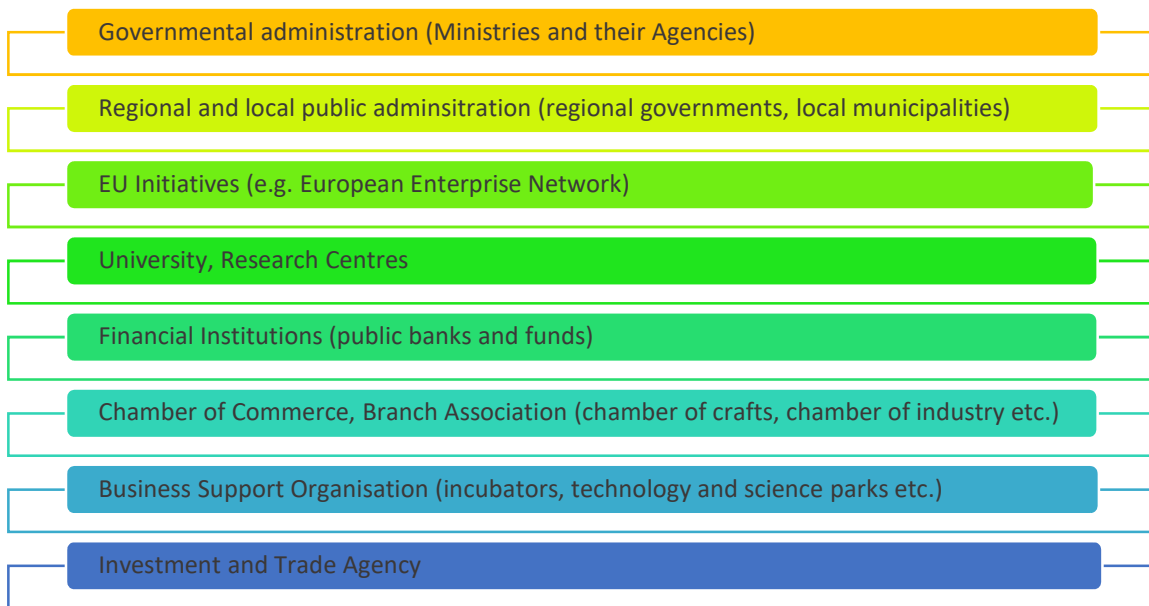 Governmental administration (Ministries and their Agencies)
Regional and local public adminsitration (regional governments, local municipalities)
EU Initiatives (e.g. European Enterprise Network)
University, Research Centres
Financial Institutions (public banks and funds)
Chamber of Commerce, Branch Association (chamber of crafts, chamber of industry etc.)
Business Support Organisation (incubators, technology and science parks etc.)
Investment and Trade Agency